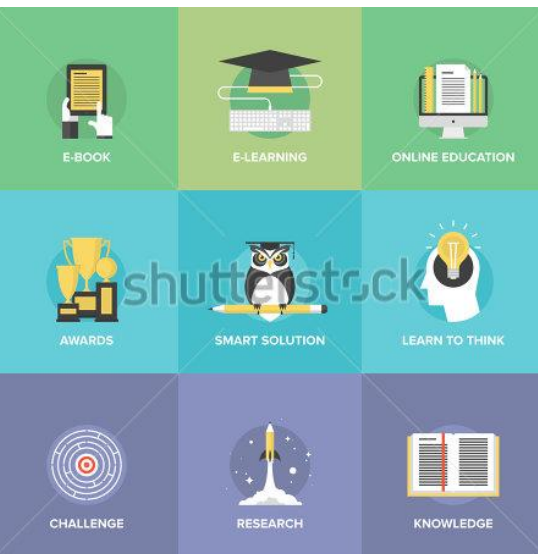 E-BOOK
E-LEARNING
ONLINE EDUCATION
AWARDS
shutterstock
SMART SOLUTION
LEARN TO THINK
CHALLENGE
RESEARCH
KNOWLEDGE